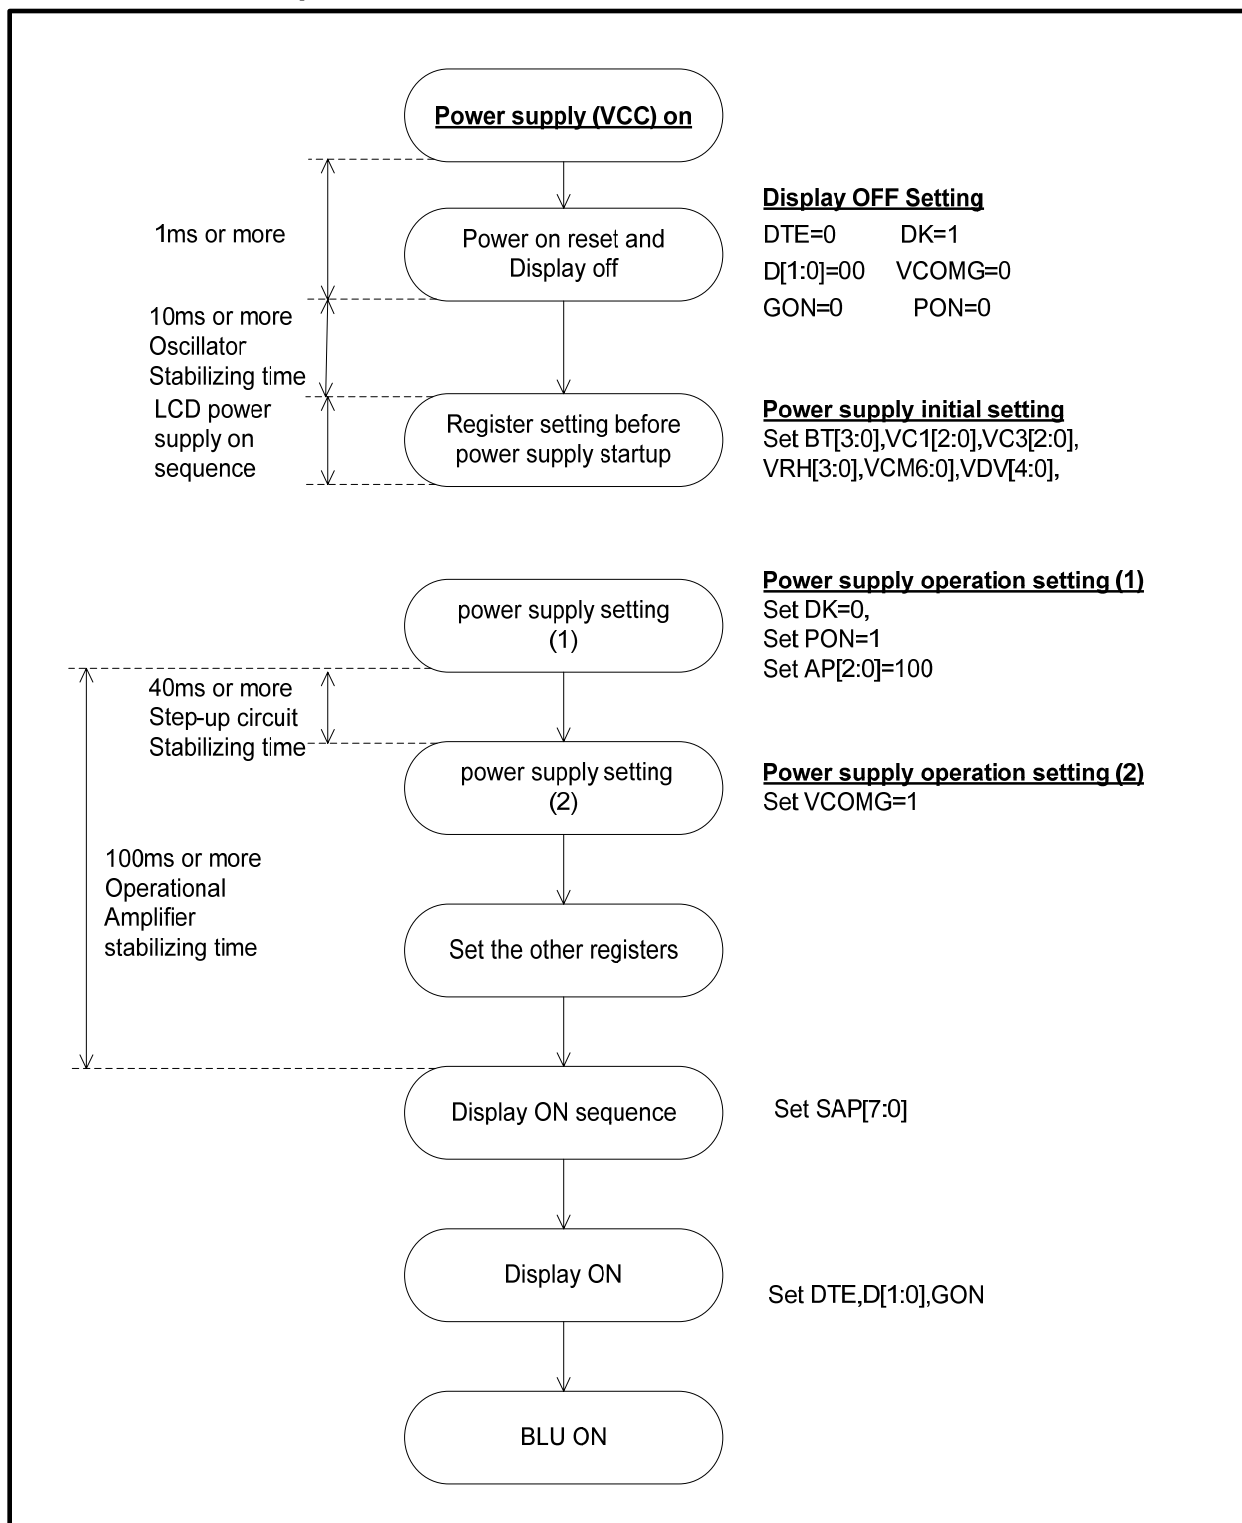 Power supply (VCC) on
1ms or more
Power on reset and
Display off
Display OFF Setting
DTE=0 DK=1
D[1:0]=00 VCOMG=0
GON=0 PON=0
10ms or more
Oscillator
Stabilizing time
LCD power
supply on
sequence
Register setting before
power supply startup
Power supply initial setting
Set BT[3:0],VC1[2:0],VC3[2:0],
VRH[3:0],VCM6:0],VDV[4:0],
power supply setting
(1)
Power supply operation setting (1)
Set DK=0,
Set PON=1
Set AP[2:0]=100
40ms or more
Step-up circuit
Stabilizing time
power supply setting
(2)
Power supply operation setting (2)
Set VCOMG=1
100ms or more
Operational
Amplifier
stabilizing time
Set the other registers
Display ON sequence
Set SAP[7:0]
Display ON
Set DTE,D[1:0],GON
BLU ON